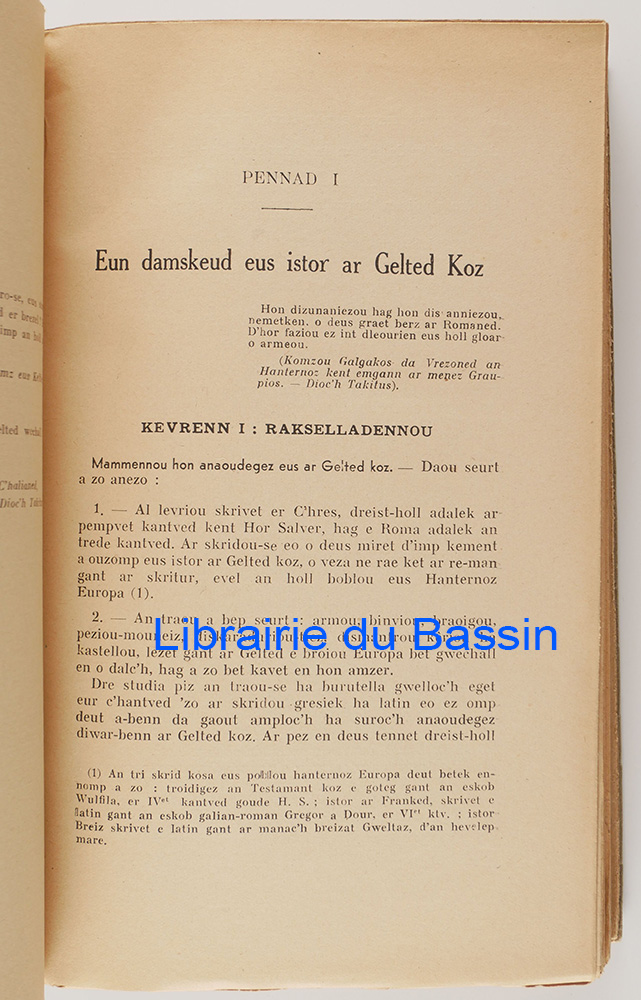 PENNAD I
Eun damskeud eus istor ar Gelted Koz
Hon dizunaniezou hag hon dis anniezou,
nemetken, o deus graet berz ar Romaned.
D'hor faziou ez int dleourien eus holl gloar
o armeou.
(Komzou Galgakos da Vrezoned an
Hanternoz kent emgann ar menez Grau-
pios. — Dioc'h Takitus).
KEVRENN I : RAKSELLADENNOU
Mammennou hon anaoudegez eus ar Gelted koz. — Daou seurt
a zo anezo :
1. — Al levriou skrivet er C'hres, dreist-holl adalek ar
pempvet kantved kent Hor Salver, hag e Roma adalek an
trede kantved. Ar skridou-se eo o deus miret d'imp kement
a ouzomp eus istor ar Gelted koz, o veza ne rae ket ar re-man
gant ar skritur, evel an holl boblou eus Hanternoz
Europa (1).
2. — An traou a bep seurt : armou, binviou, braoigou,
Librairie du Bassin
kastellou, lezet gant ar Gelted e broiou Europa bet gwechall
en o dalc'h, hag a zo bet kavet en hon amzer.
Dre studia piz an traou-se ha burutella gwelloc'h eget
eur c'hantved 'zo ar skridou gresiek ha latin eo ez omp
deut a-benn da gaout amploc'h ha suroc'h anaoudegez
diwar-benn ar Gelted koz. Ar pez en deus tennet dreist-holl
(1) An tri skrid kosa eus poblou hanternoz Europa deut betek en-
nomp a zo : troidigez an Testamant koz e goteg gant an eskob
Wulfila, er IVet kantved goude H. S. ; istor ar Franked, skrivet e
latin gant an eskob galian-roman Gregor a Dour, er VIet ktv. ; istor
Breiz skrivet e latin gant ar manac'h breizat Gweltaz, d'an hevelep
mare.
ro-se, eus
C'halianed,